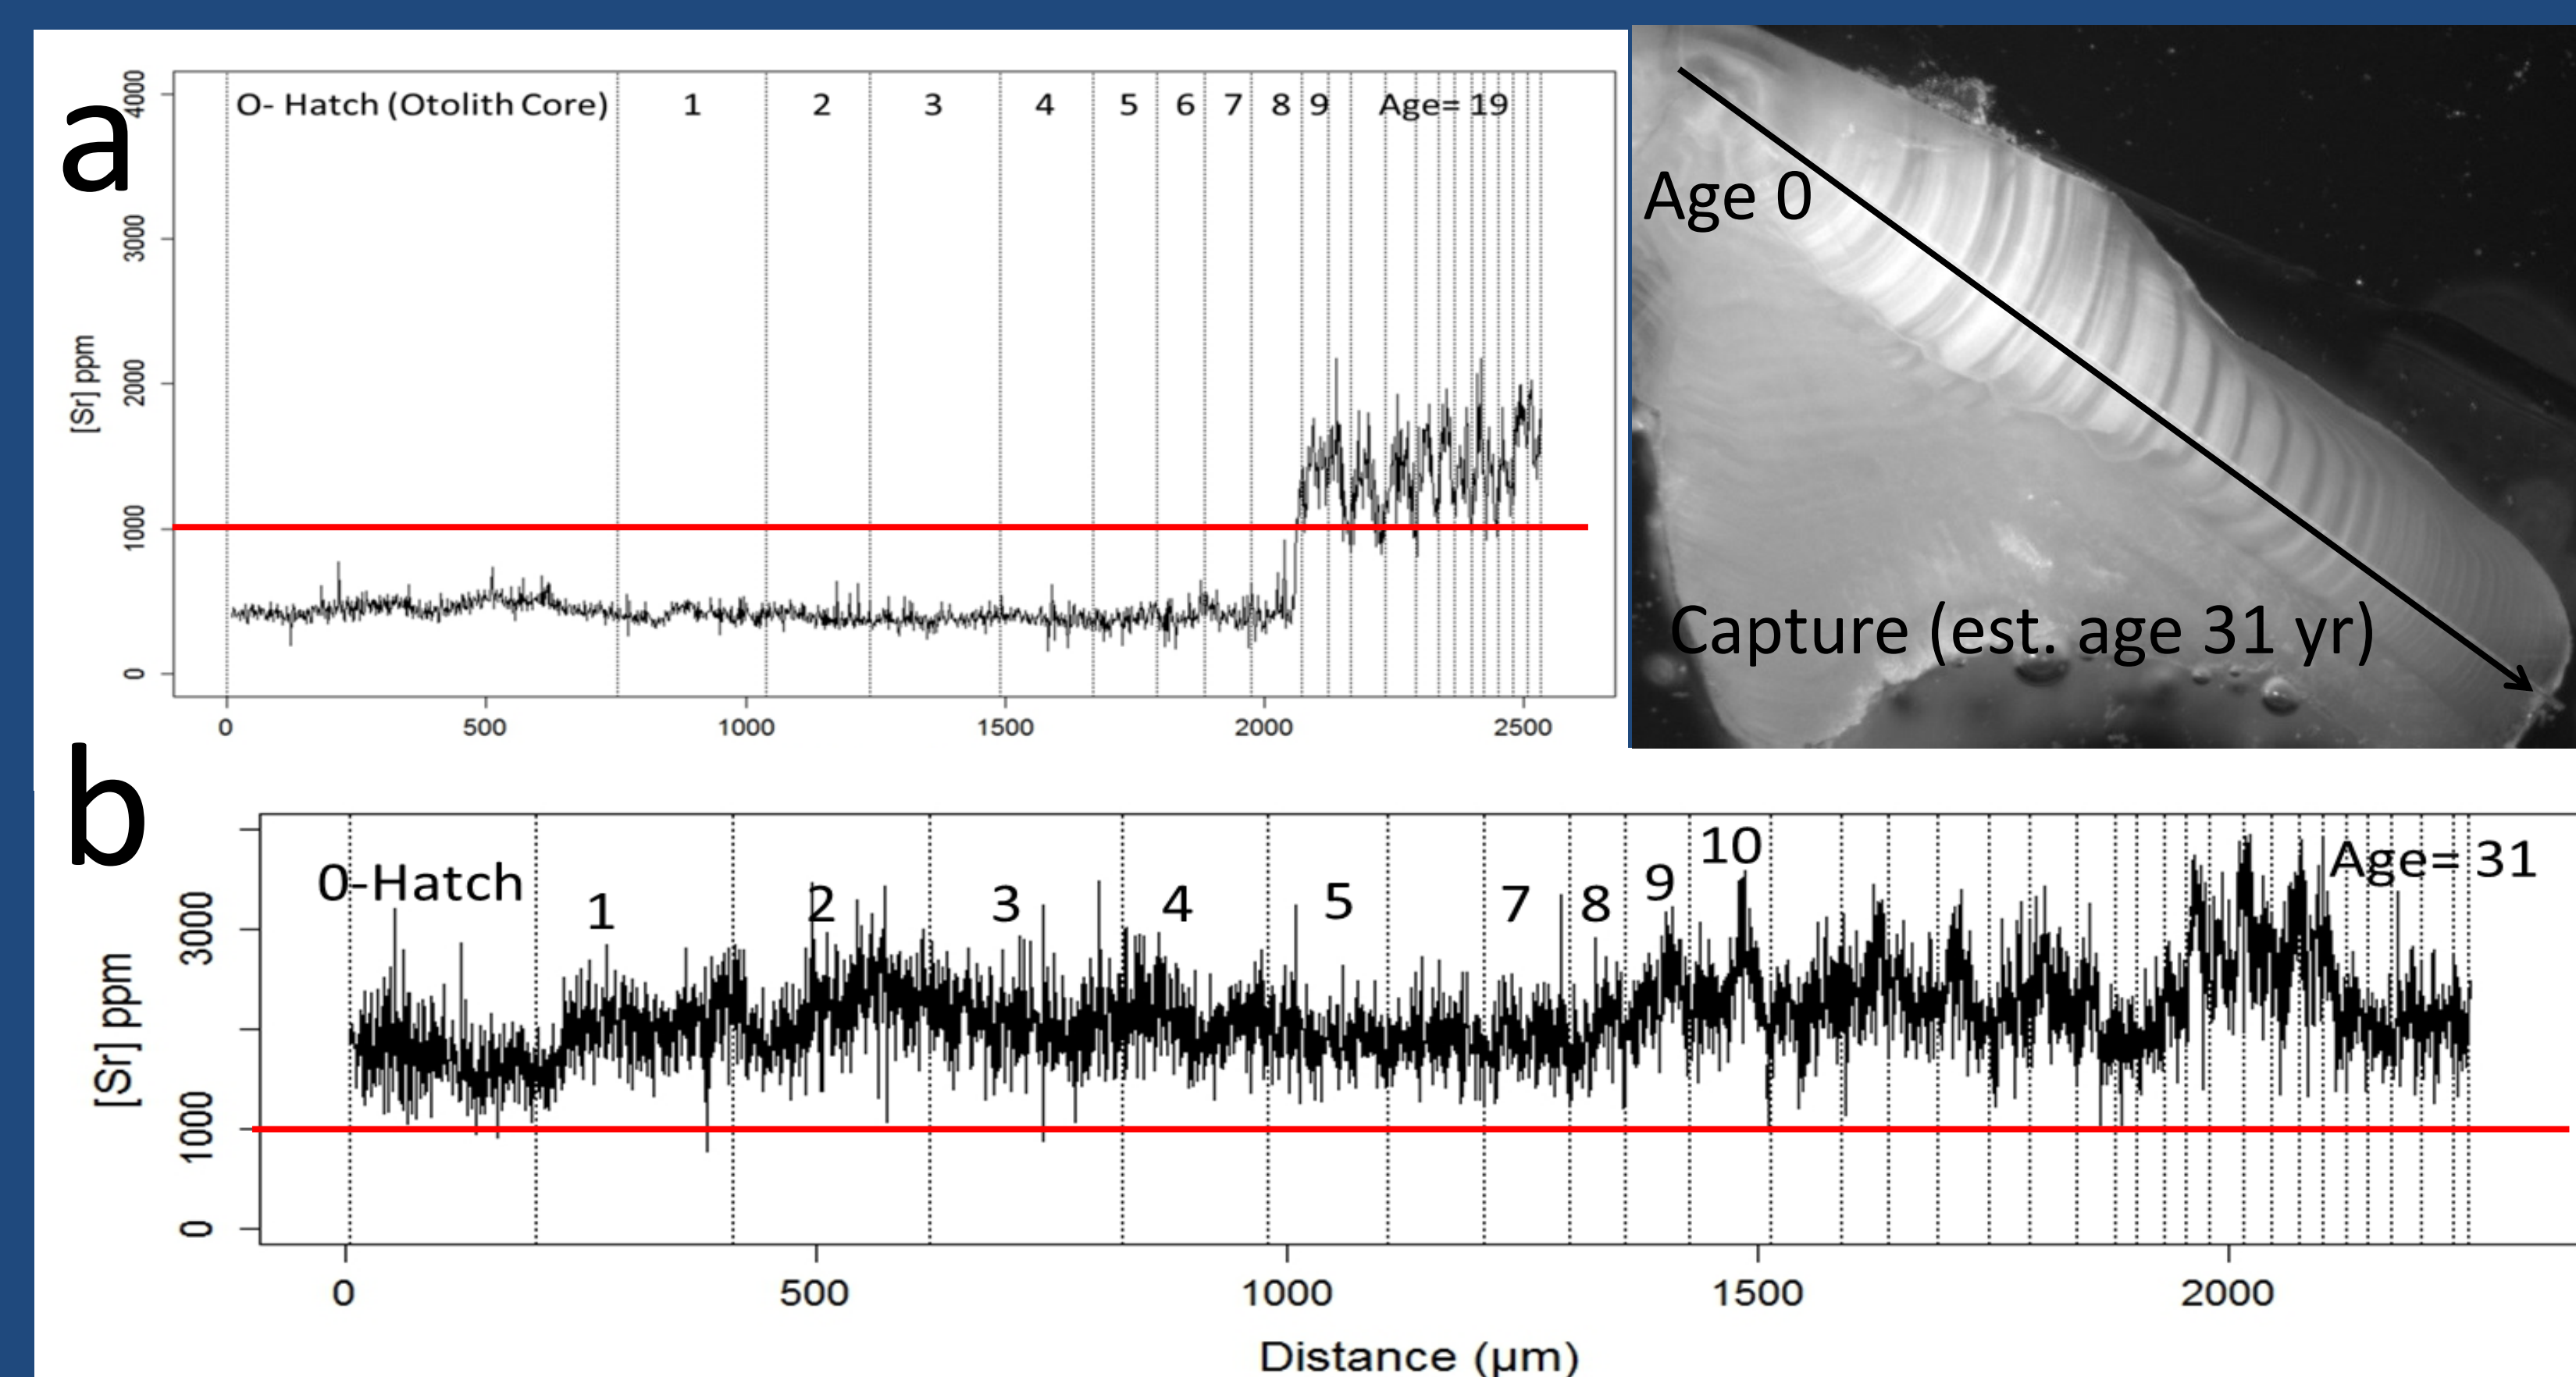 a
O- Hatch (Otolith Core) 1 2 3 4 5 6 7 8 9 Age= 19
4000
3000
2000
1000
0
[Sr] ppm
0 500 1000 1500 2000 2500
Age 0
Capture (est. age 31 yr)
b
0-Hatch 1 2 3 4 5 7 8 9 10 Age= 31
3000
1000
0
[Sr] ppm
0 500 1000 1500 2000
Distance (µm)